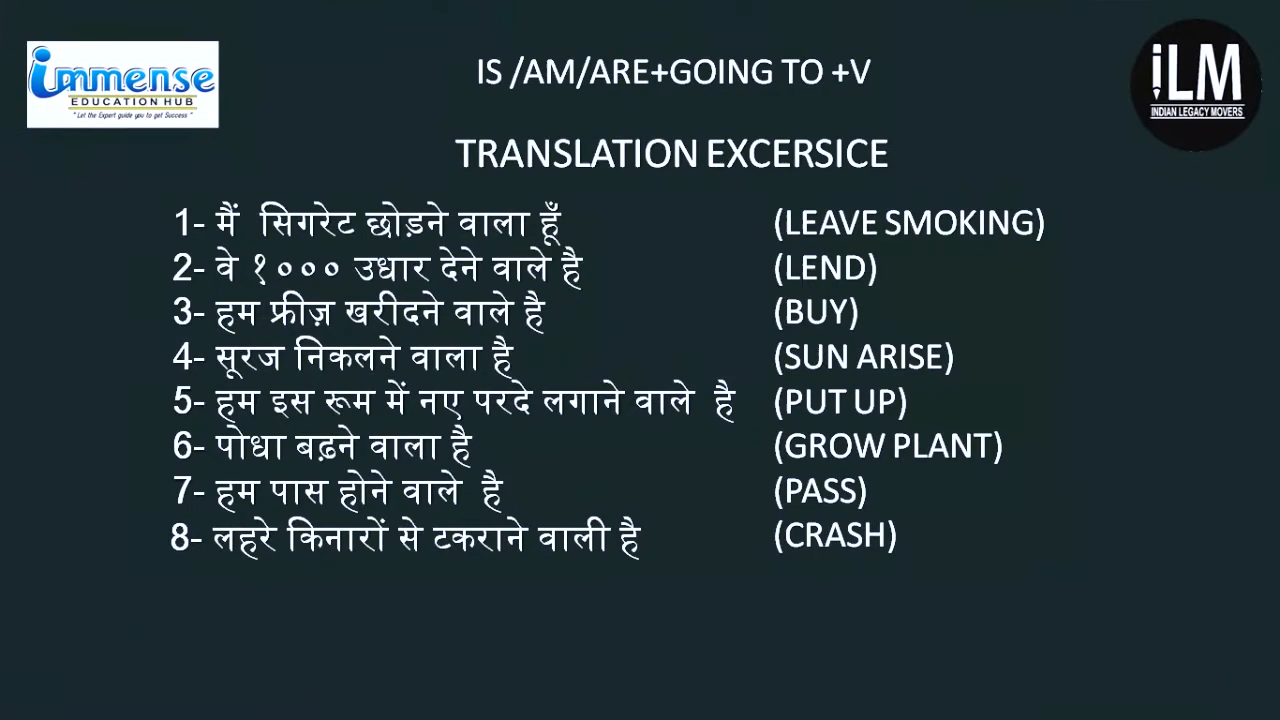 immense
EDUCATION HUB
" Let the Expert guide you to get Success "
IS /AM/ARE+GOING TO +V
iLM
INDIAN LEGACY MOVERS
TRANSLATION EXCERSICE
1- मैं सिगरेट छोड़ने वाला हूँ (LEAVE SMOKING)
2- वे १००० उधार देने वाले है (LEND)
3- हम फ्रीज़ खरीदने वाले है (BUY)
4- सूरज निकलने वाला है (SUN ARISE)
5- हम इस रूम में नए परदे लगाने वाले है (PUT UP)
6- पोधा बढ़ने वाला है (GROW PLANT)
7- हम पास होने वाले है (PASS)
8- लहरे किनारों से टकराने वाली है (CRASH)